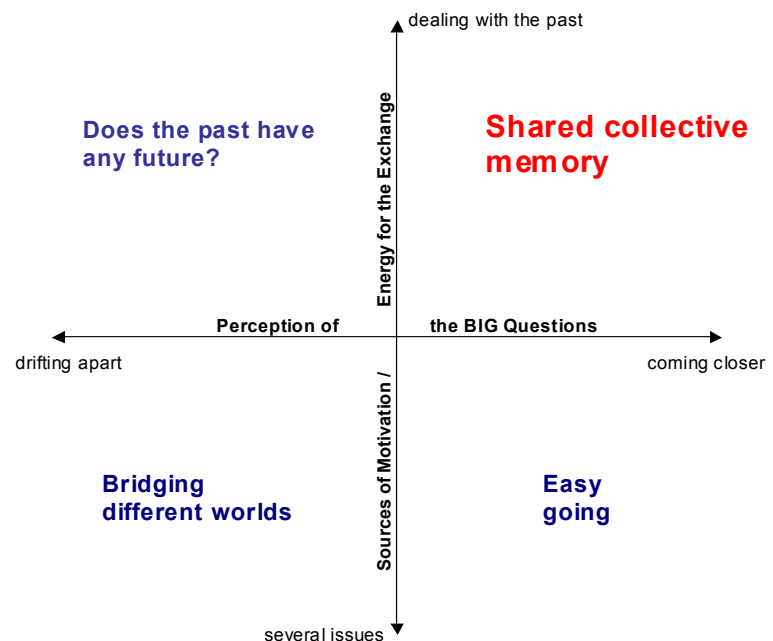 dealing with the past
Does the past have
any future?
Shared collective
memory
Sources of Motivation / Energy for the Exchange
Perception of the BIG Questions
drifting apart
coming closer
Bridging
different worlds
Easy
going
several issues